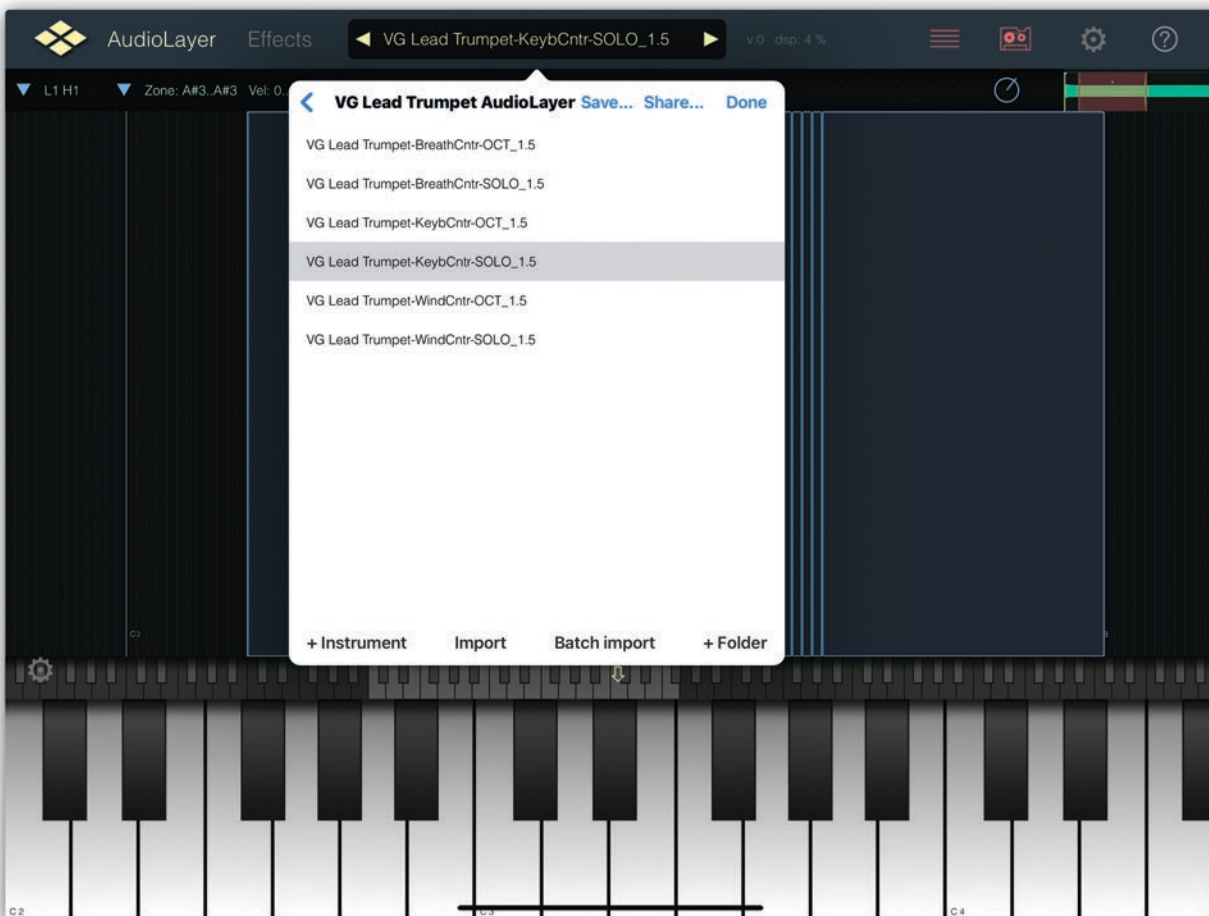 AudioLayer Effects VG Lead Trumpet-KeybCntr-SOLO_1.5 v:0 dsp: 4 %
L1 H1 Zone: A#3..A#3 Vel: 0..
VG Lead Trumpet AudioLayer Save... Share... Done
VG Lead Trumpet-BreathCntr-OCT_1.5
VG Lead Trumpet-BreathCntr-SOLO_1.5
VG Lead Trumpet-KeybCntr-OCT_1.5
VG Lead Trumpet-KeybCntr-SOLO_1.5
VG Lead Trumpet-WindCntr-OCT_1.5
VG Lead Trumpet-WindCntr-SOLO_1.5
C3
+ Instrument Import Batch import + Folder
C2 C3 C4